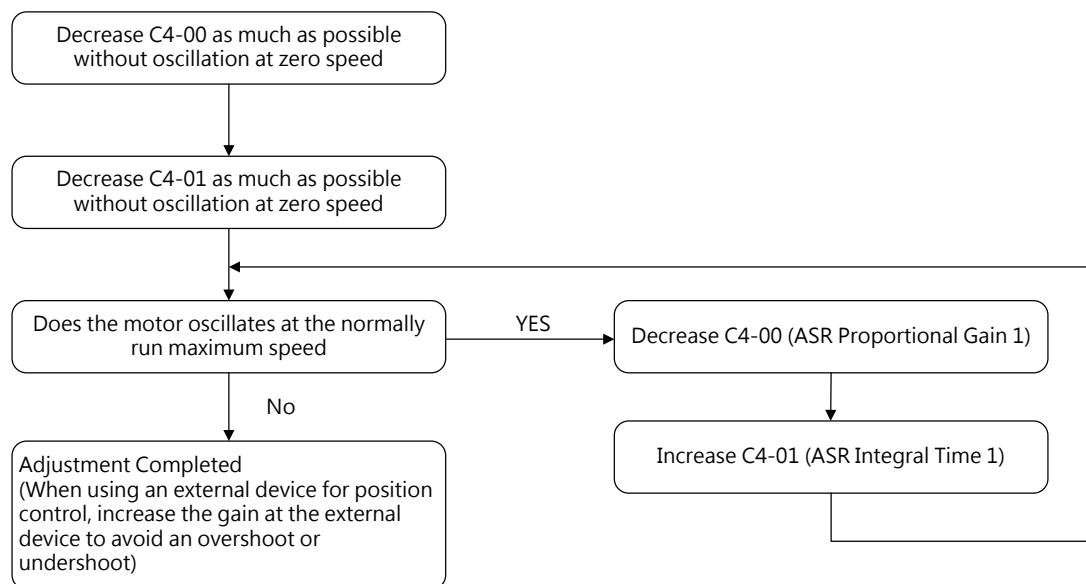 Decrease C4-00 as much as possible
without oscillation at zero speed
Decrease C4-01 as much as possible
without oscillation at zero speed
Does the motor oscillates at the normally
run maximum speed
YES
Decrease C4-00 (ASR Proportional Gain 1)
No
Increase C4-01 (ASR Integral Time 1)
Adjustment Completed
(When using an external device for position
control, increase the gain at the external
device to avoid an overshoot or
undershoot)